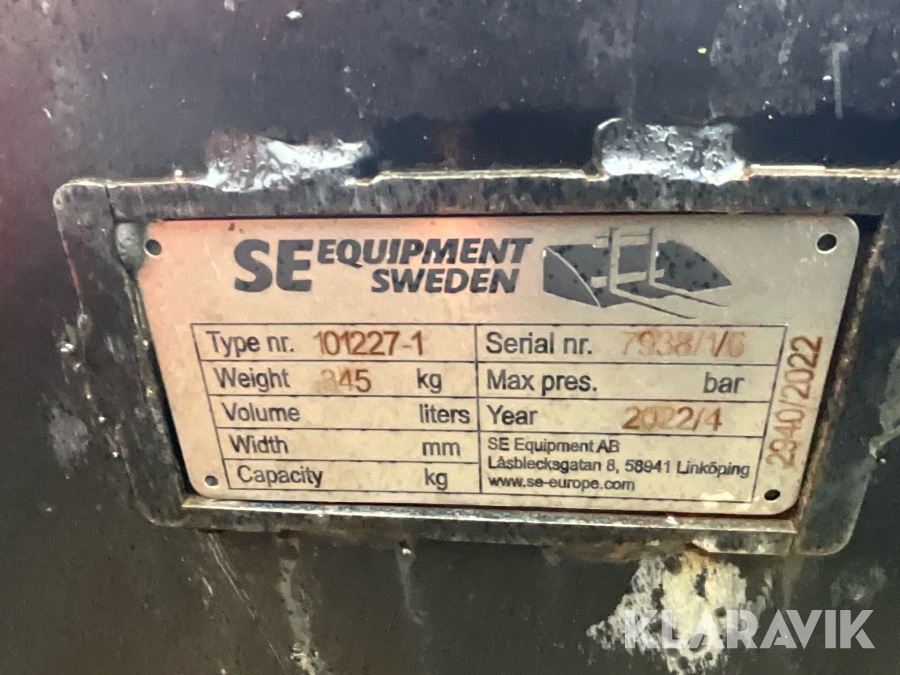 SE EQUIPMENT
SWEDEN
Type nr. 101227-1
Serial nr. 7938/1/6
Weight 345 kg
Max pres. bar
Volume liters
Year 2022/4
Width mm
SE Equipment AB
Låsblecksgatan 8, 58941 Linköping
www.se-europe.com
Capacity kg
2940/2022
KLARAVIK